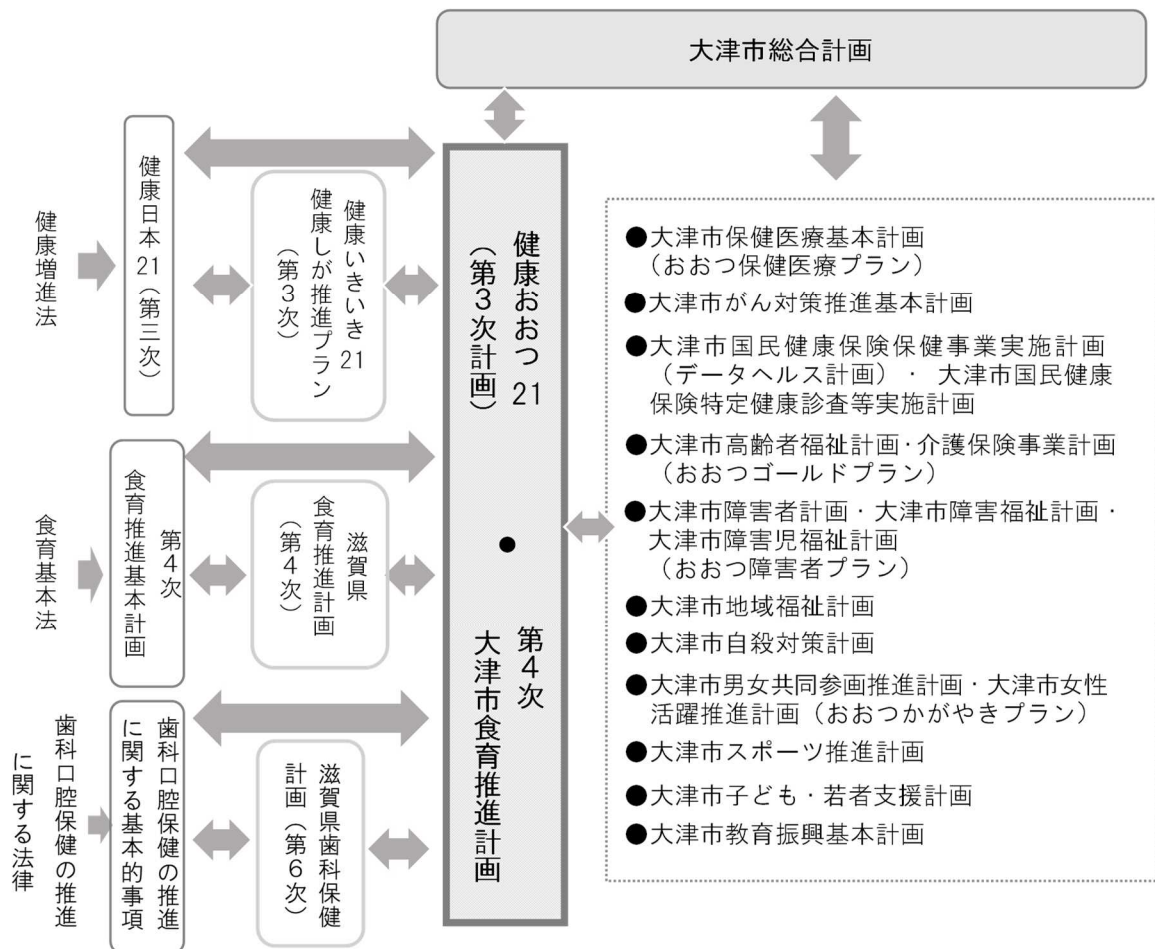 大津市総合計画
健康増進法
健康日本21(第三次)
健康いきいき21
健康しが推進プラン
(第3次)
食育基本法
第4次
食育推進基本計画
滋賀県
食育推進計画
(第4次)
歯科口腔保健の推進
に関する法律
歯科口腔保健の推進
に関する基本的事項
滋賀県歯科保健
計画(第6次)
健康おおつ21
(第3次計画)
●
第4次
大津市食育推進計画
●大津市保健医療基本計画
(おおつ保健医療プラン)
●大津市がん対策推進基本計画
●大津市国民健康保険保健事業実施計画
(データヘルス計画)・ 大津市国民健康
保険特定健康診査等実施計画
●大津市高齢者福祉計画・介護保険事業計画
(おおつゴールドプラン)
●大津市障害者計画・大津市障害福祉計画・
大津市障害児福祉計画
(おおつ障害者プラン)
●大津市地域福祉計画
●大津市自殺対策計画
●大津市男女共同参画推進計画・大津市女性
活躍推進計画(おおつかがやきプラン)
●大津市スポーツ推進計画
●大津市子ども・若者支援計画
●大津市教育振興基本計画